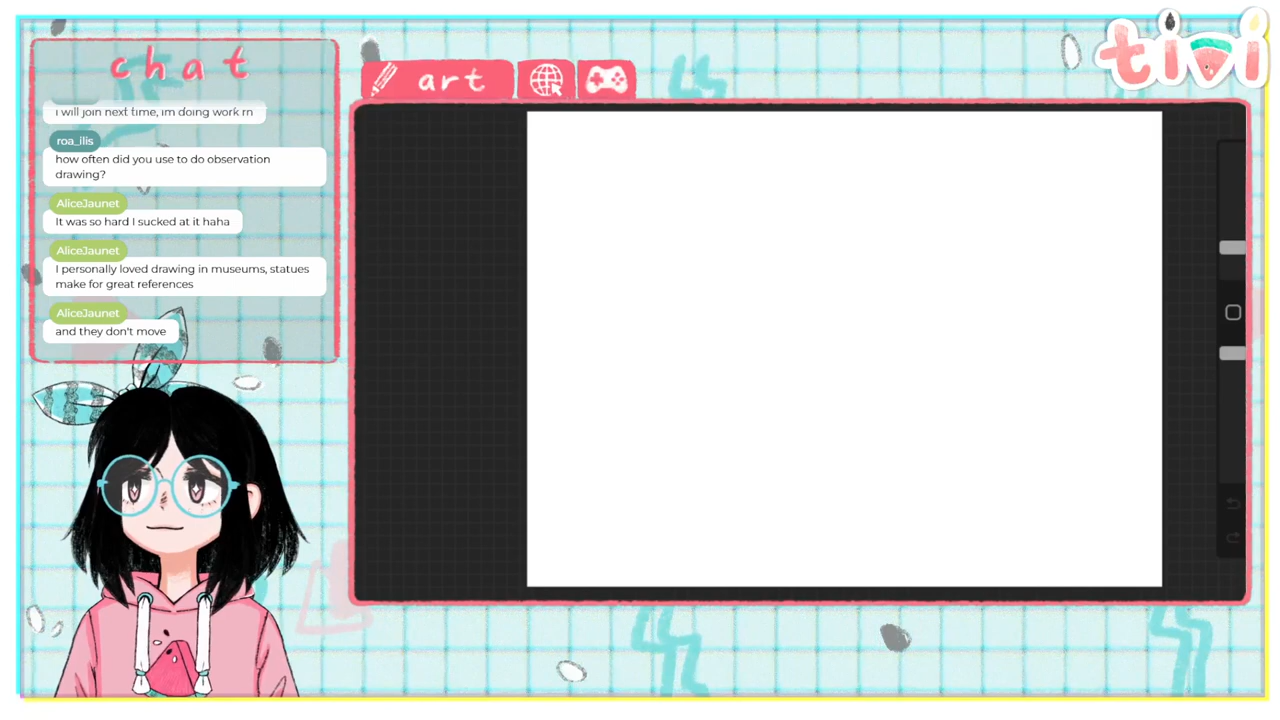 chat
i will join next time, im doing work rn
roa_ilis
how often did you use to do observation
drawing?
AliceJaunet
It was so hard I sucked at it haha
AliceJaunet
I personally loved drawing in museums, statues
make for great references
AliceJaunet
and they don't move
art
tivi